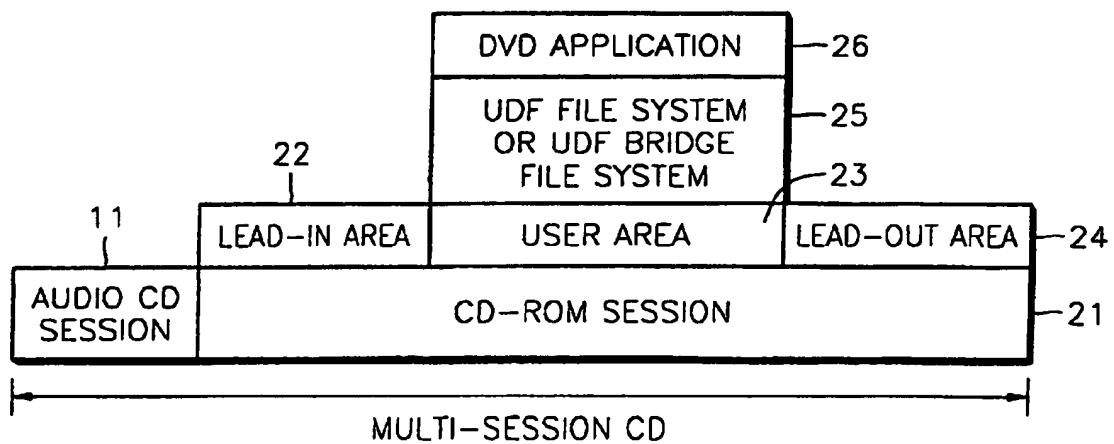 DVD APPLICATION
26
UDF FILE SYSTEM
OR UDF BRIDGE
FILE SYSTEM
25
22
23
11
LEAD-IN AREA
USER AREA
LEAD-OUT AREA
24
AUDIO CD
SESSION
CD-ROM SESSION
21
MULTI-SESSION CD